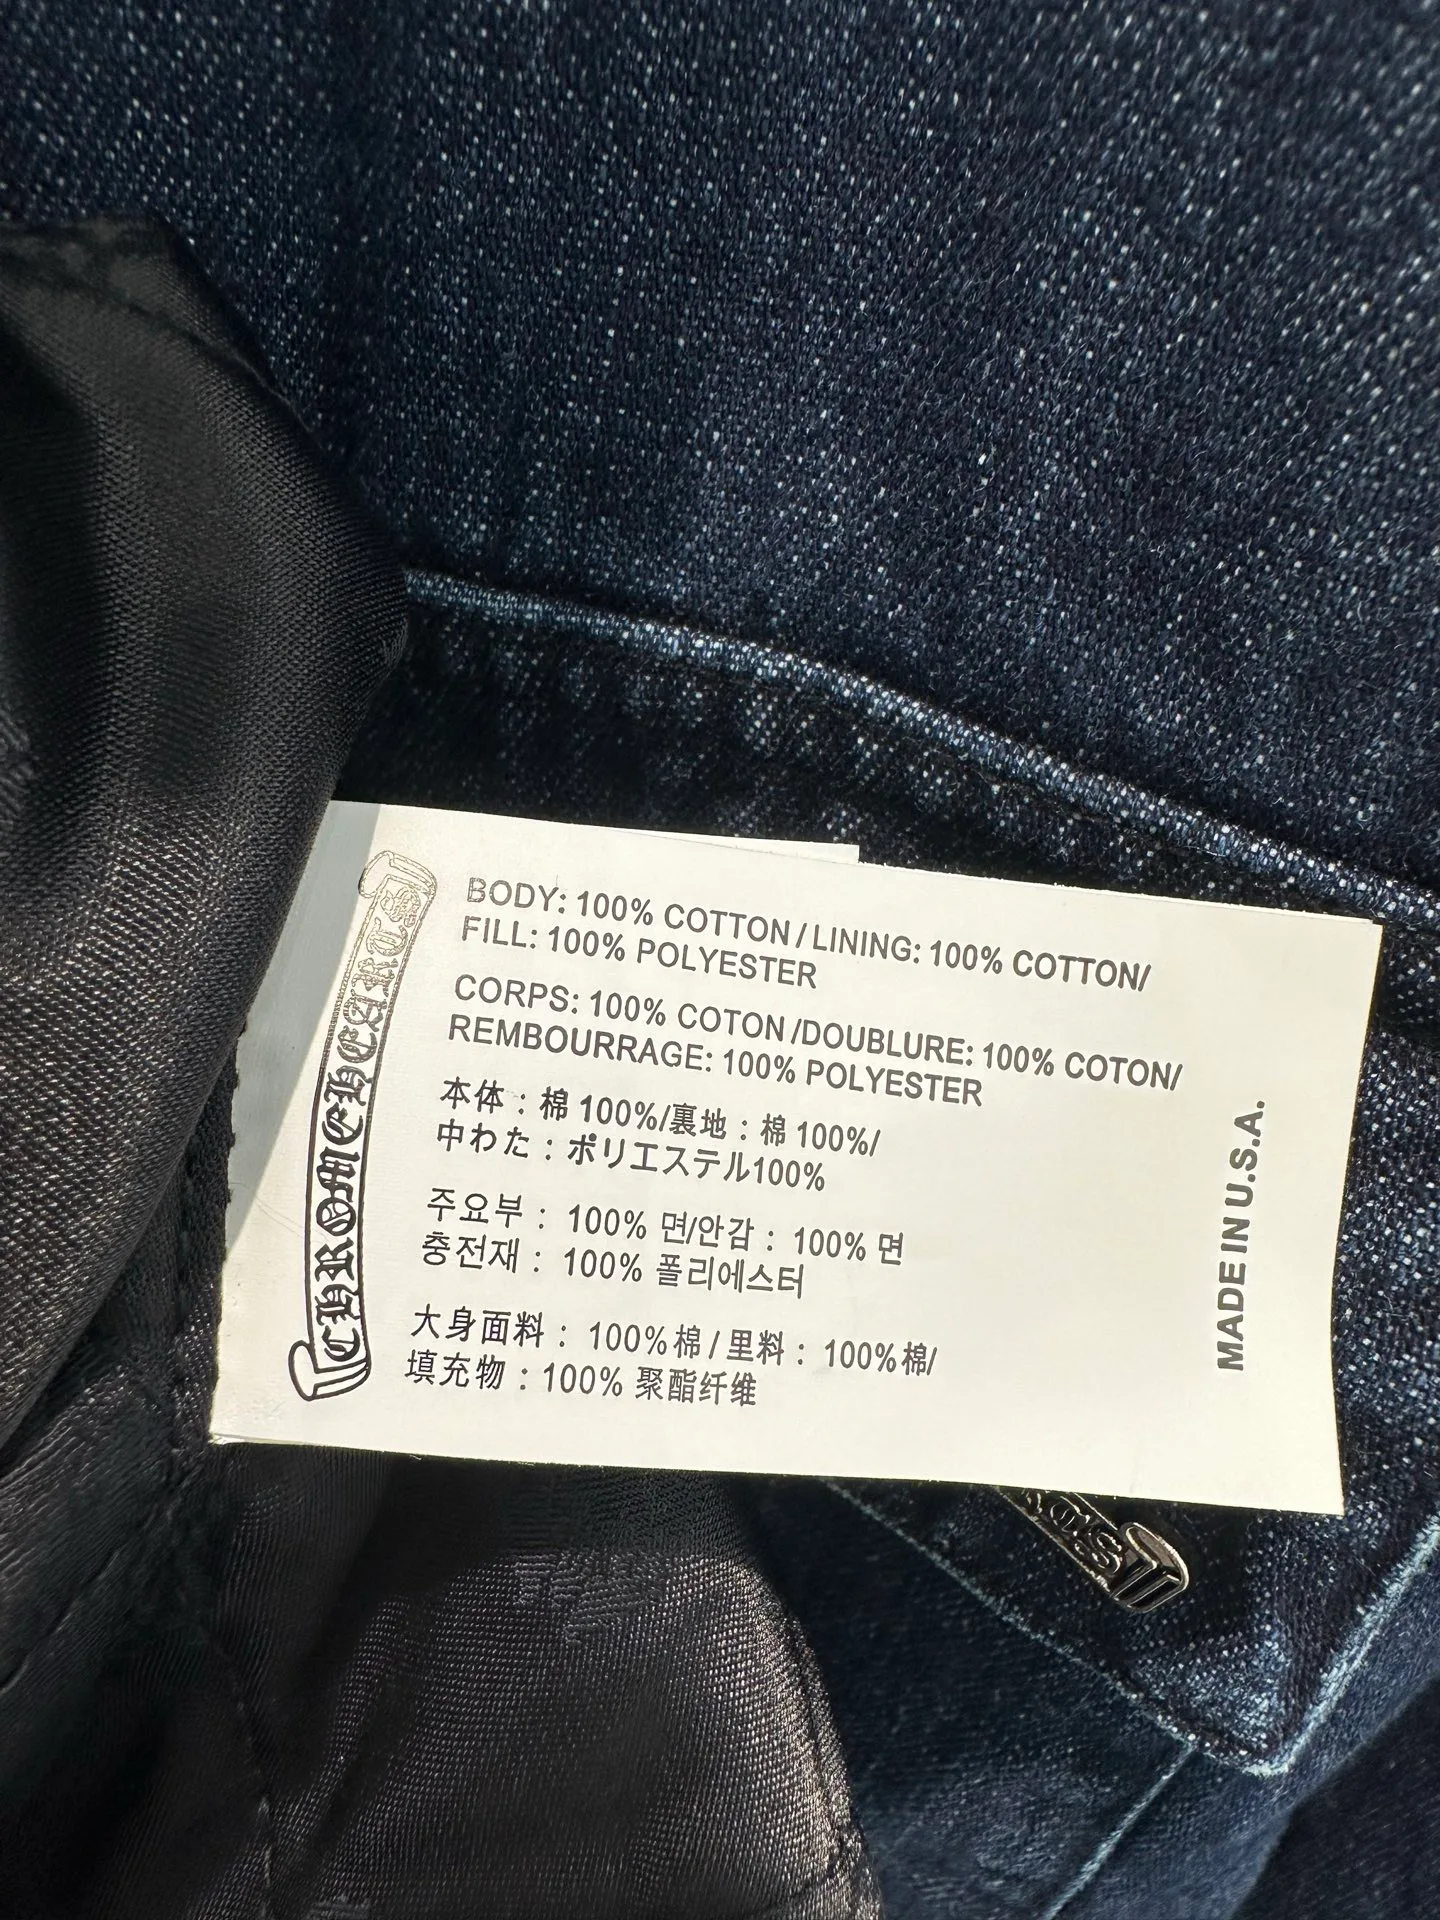 CHROME HEARTS
BODY: 100% COTTON / LINING: 100% COTTON/
FILL: 100% POLYESTER
CORPS: 100% COTON /DOUBLURE: 100% COTON/
REMBOURRAGE: 100% POLYESTER
本体：棉 100%/裏地：棉 100%/
中わた：ポリエステル100%
주요부 : 100% 면/안감 : 100% 면
충전재 : 100% 폴리에스터
大身面料： 100% 棉 / 里料：100% 棉/
填充物：100% 聚酯纤维
MADE IN U.S.A.